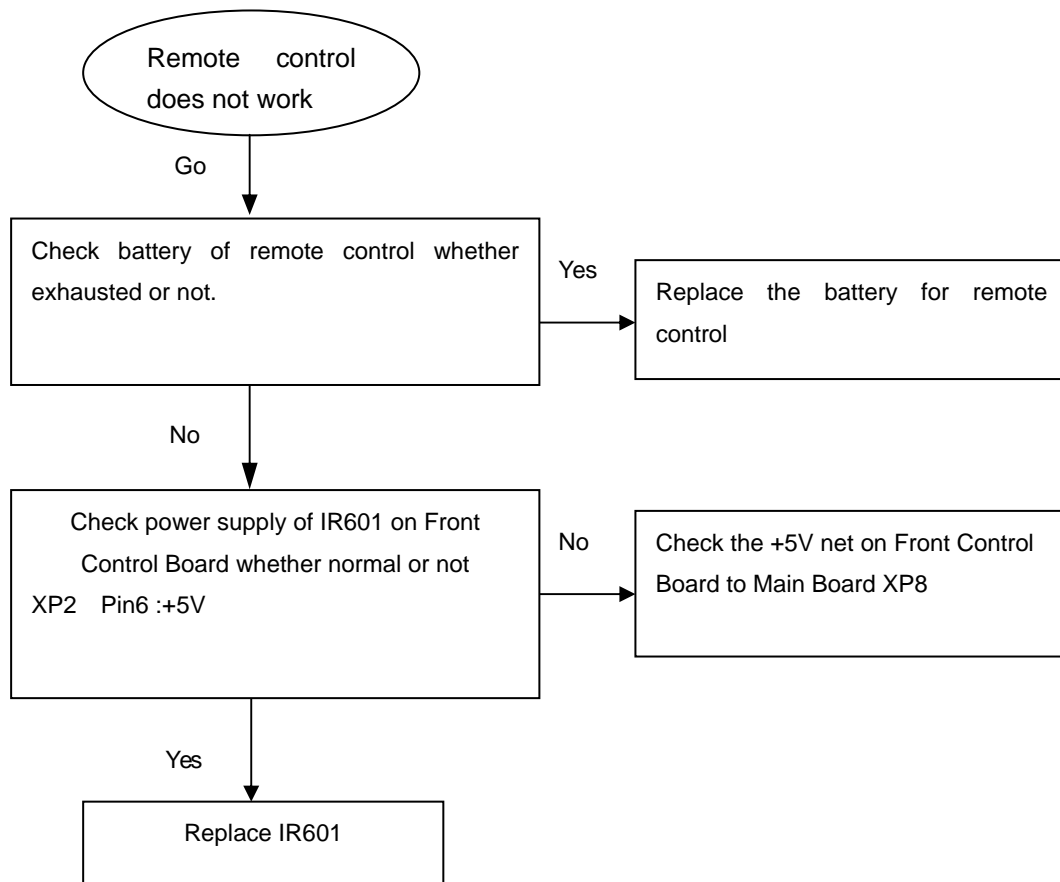 Remote control
does not work
Go
Check battery of remote control whether
exhausted or not.
Yes
Replace the battery for remote
control
No
Check power supply of IR601 on Front
Control Board whether normal or not
XP2 Pin6 :+5V
No
Check the +5V net on Front Control
Board to Main Board XP8
Yes
Replace IR601